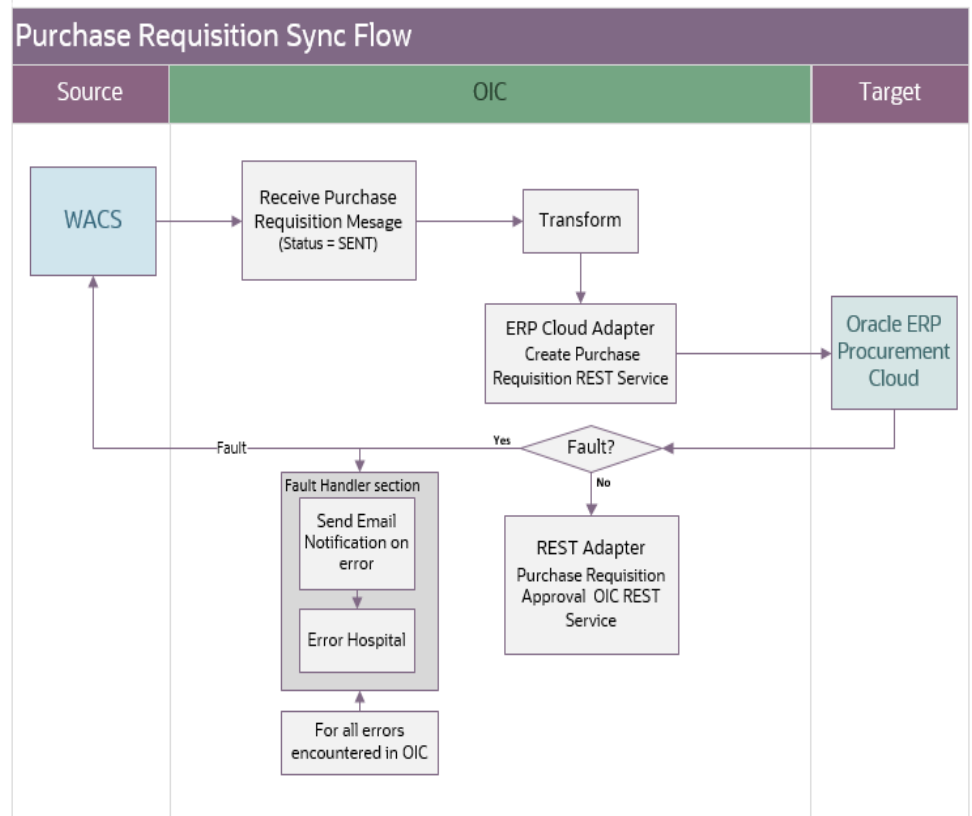 Purchase Requisition Sync Flow
Source
OIC
Target
WACS
Receive Purchase
Requisition Mesage
(Status = SENT)
Transform
ERP Cloud Adapter
Create Purchase
Requisition REST Service
Oracle ERP
Procurement
Cloud
Fault
Yes
Fault?
No
Fault Handler section
Send Email
Notification on
error
Error Hospital
REST Adapter
Purchase Requisition
Approval OIC REST
Service
For all errors
encountered in OIC